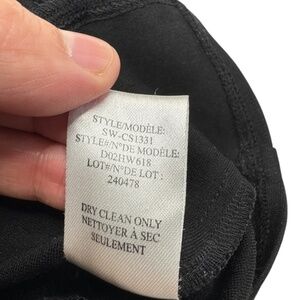 STYLE/MODÈLE:
SW-CS1331
STYLE#/N°DE MODÈLE:
D02HW618
LOT#/N°DE LOT :
240478
DRY CLEAN ONLY
NETTOYER À SEC
SEULEMENT